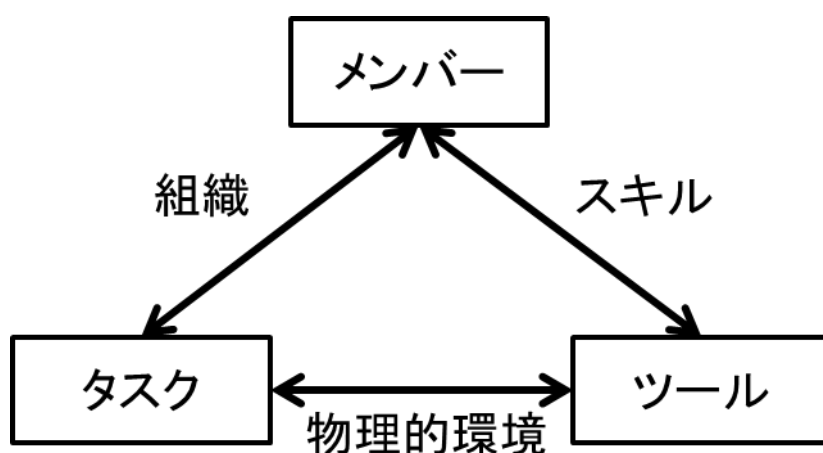 メンバー
組織
スキル
タスク
ツール
物理的環境